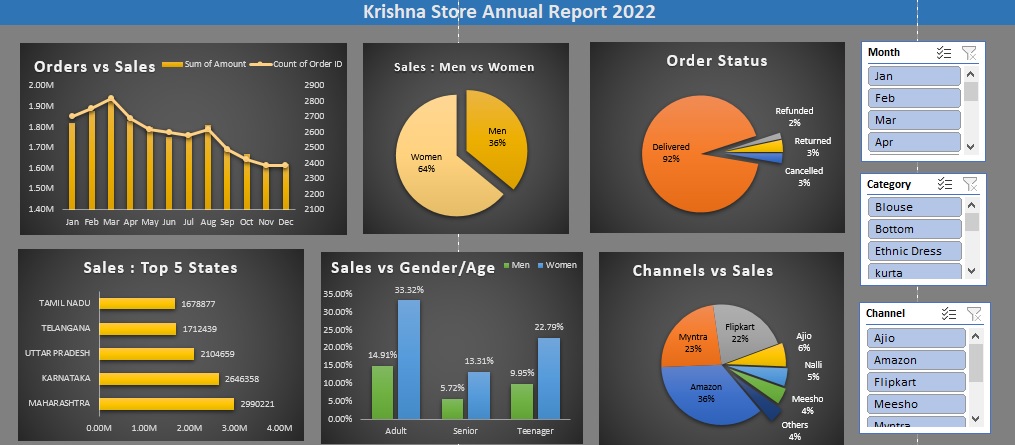 Krishna Store Annual Report 2022
Orders vs Sales
Sum of Amount
Count of Order ID
2.00M
1.90M
1.80M
1.70M
1.60M
1.50M
1.40M
2900
2800
2700
2600
2500
2400
2300
2200
2100
Jan Feb Mar Apr May Jun Jul Aug Sep Oct Nov Dec
Sales : Men vs Women
Men
36%
Women
64%
Order Status
Refunded
2%
Returned
3%
Cancelled
3%
Delivered
92%
Month
Jan
Feb
Mar
Apr
Category
Blouse
Bottom
Ethnic Dress
kurta
Sales : Top 5 States
TAMIL NADU 1678877
TELANGANA 1712439
UTTAR PRADESH 2104659
KARNATAKA 2646358
MAHARASHTRA 2990221
0.00M 1.00M 2.00M 3.00M 4.00M
Sales vs Gender/Age
Men Women
35.00%
30.00%
25.00%
20.00%
15.00%
10.00%
5.00%
0.00%
14.91%
33.32%
5.72%
13.31%
9.95%
22.79%
Adult Senior Teenager
Channels vs Sales
Myntra
23%
Flipkart
22%
Ajio
6%
Nalli
5%
Meesho
4%
Others
4%
Amazon
36%
Channel
Ajio
Amazon
Flipkart
Meesho
Myntra